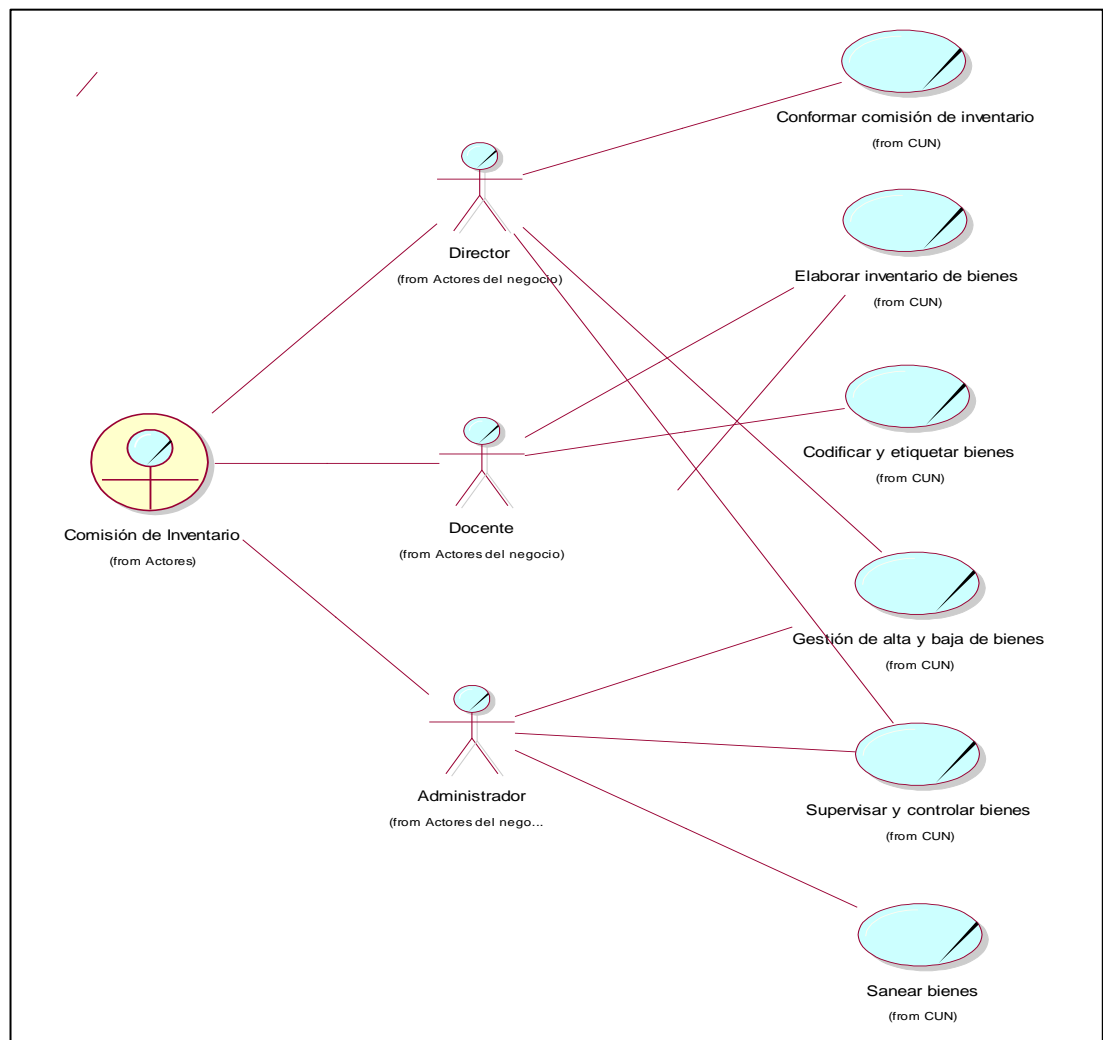 Conformar comisión de inventario
(from CUN)
Director
(from Actores del negocio)
Elaborar inventario de bienes
(from CUN)
Codificar y etiquetar bienes
(from CUN)
Comisión de Inventario
(from Actores)
Docente
(from Actores del negocio)
Gestión de alta y baja de bienes
(from CUN)
Administrador
(from Actores del nego...
Supervisar y controlar bienes
(from CUN)
Sanear bienes
(from CUN)